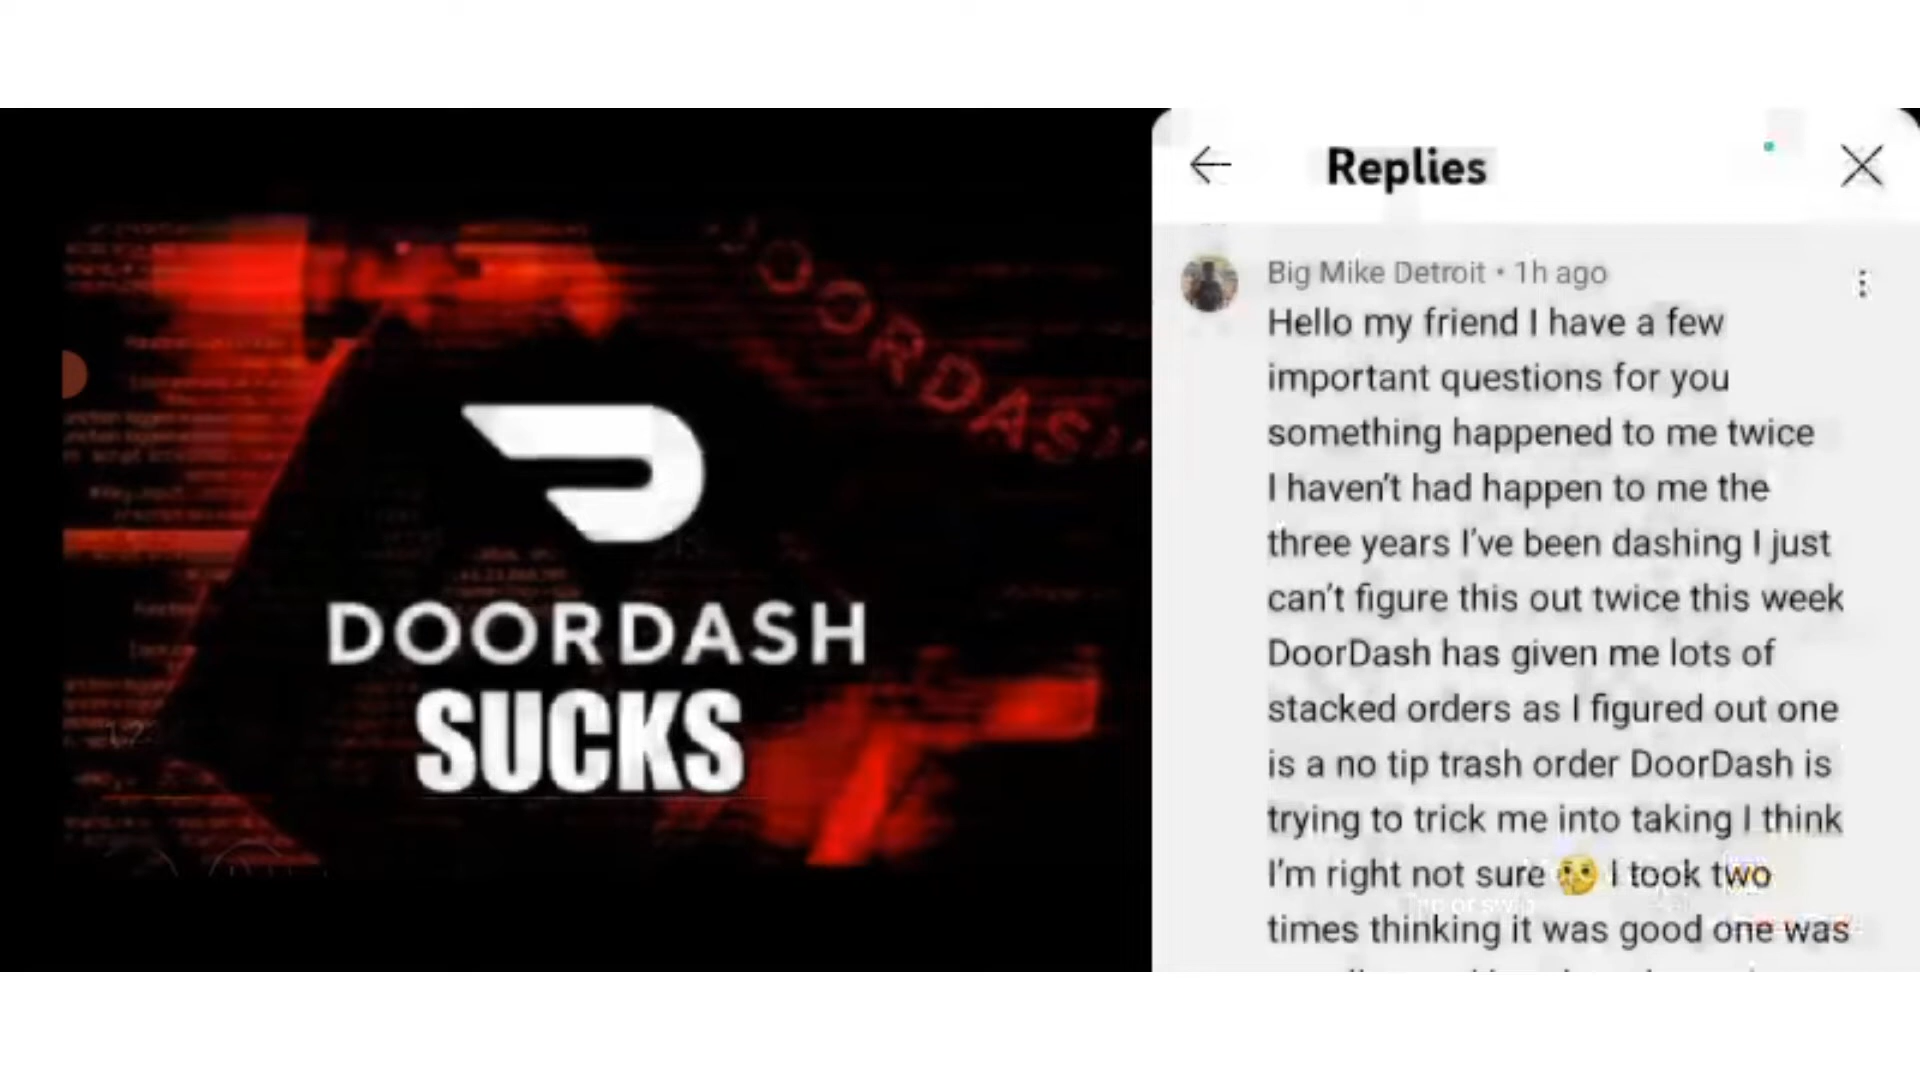 DOORDASH
DOORDASH
SUCKS
Replies
Big Mike Detroit • 1h ago
Hello my friend I have a few
important questions for you
something happened to me twice
I haven't had happen to me the
three years I've been dashing I just
can't figure this out twice this week
DoorDash has given me lots of
stacked orders as I figured out one
is a no tip trash order DoorDash is
trying to trick me into taking I think
I'm right not sure 🤔 I took two
times thinking it was good one was